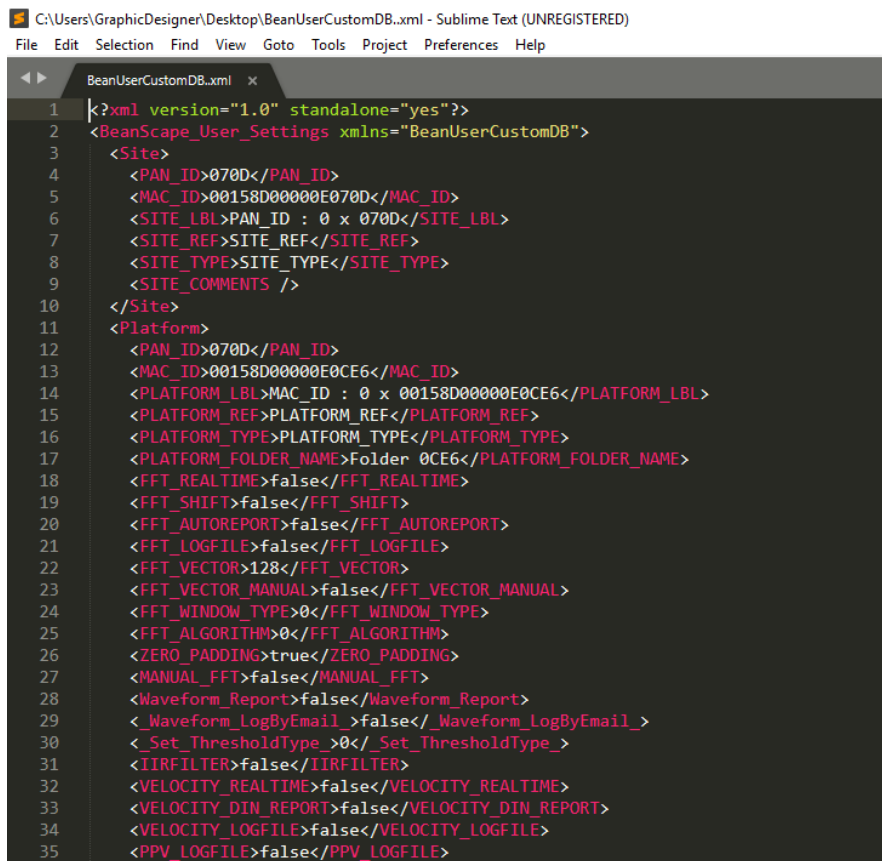 C:\Users\GraphicDesigner\Desktop\BeanUserCustomDB..xml - Sublime Text (UNREGISTERED)
File Edit Selection Find View Goto Tools Project Preferences Help
BeanUserCustomDB..xml ×
1 <?xml version="1.0" standalone="yes"?>
2 <BeanScape_User_Settings xmlns="BeanUserCustomDB">
3 <Site>
4 <PAN_ID>070D</PAN_ID>
5 <MAC_ID>00158D00000E070D</MAC_ID>
6 <SITE_LBL>PAN_ID : 0 x 070D</SITE_LBL>
7 <SITE_REF>SITE_REF</SITE_REF>
8 <SITE_TYPE>SITE_TYPE</SITE_TYPE>
9 <SITE_COMMENTS />
10 </Site>
11 <Platform>
12 <PAN_ID>070D</PAN_ID>
13 <MAC_ID>00158D00000E0CE6</MAC_ID>
14 <PLATFORM_LBL>MAC_ID : 0 x 00158D00000E0CE6</PLATFORM_LBL>
15 <PLATFORM_REF>PLATFORM_REF</PLATFORM_REF>
16 <PLATFORM_TYPE>PLATFORM_TYPE</PLATFORM_TYPE>
17 <PLATFORM_FOLDER_NAME>Folder 0CE6</PLATFORM_FOLDER_NAME>
18 <FFT_REALTIME>false</FFT_REALTIME>
19 <FFT_SHIFT>false</FFT_SHIFT>
20 <FFT_AUTOREPORT>false</FFT_AUTOREPORT>
21 <FFT_LOGFILE>false</FFT_LOGFILE>
22 <FFT_VECTOR>128</FFT_VECTOR>
23 <FFT_VECTOR_MANUAL>false</FFT_VECTOR_MANUAL>
24 <FFT_WINDOW_TYPE>0</FFT_WINDOW_TYPE>
25 <FFT_ALGORITHM>0</FFT_ALGORITHM>
26 <ZERO_PADDING>true</ZERO_PADDING>
27 <MANUAL_FFT>false</MANUAL_FFT>
28 <Waveform_Report>false</Waveform_Report>
29 <_Waveform_LogByEmail_>false</_Waveform_LogByEmail_>
30 <_Set_ThresholdType_>0</_Set_ThresholdType_>
31 <IIRFILTER>false</IIRFILTER>
32 <VELOCITY_REALTIME>false</VELOCITY_REALTIME>
33 <VELOCITY_DIN_REPORT>false</VELOCITY_DIN_REPORT>
34 <VELOCITY_LOGFILE>false</VELOCITY_LOGFILE>
35 <PPV_LOGFILE>false</PPV_LOGFILE>